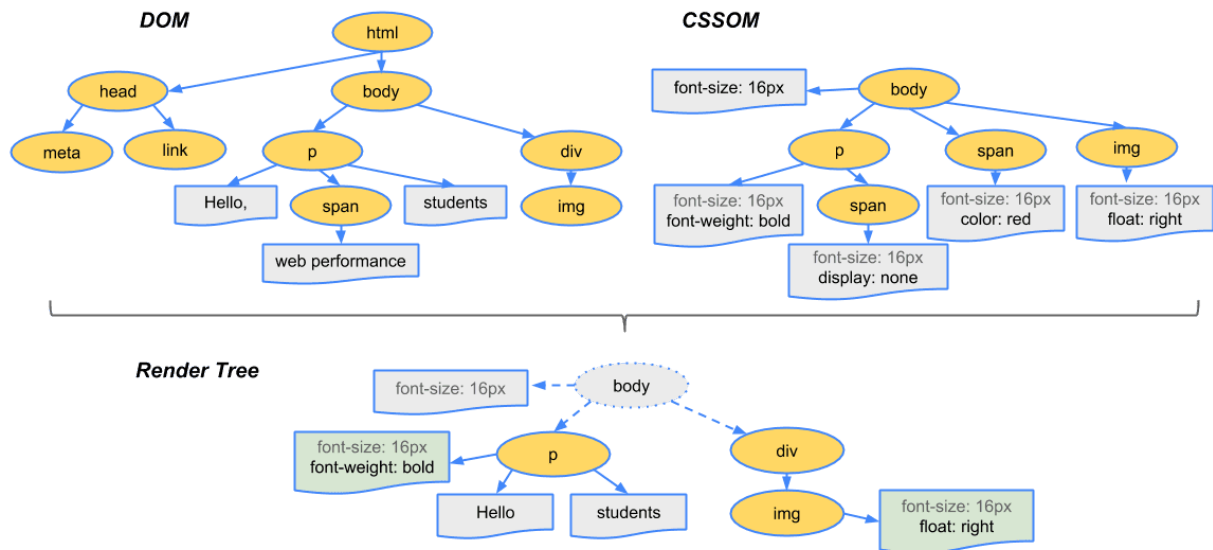 DOM
html
head
body
meta
link
p
div
Hello,
span
students
img
web performance
CSSOM
font-size: 16px
body
p
span
img
font-size: 16px
font-weight: bold
span
font-size: 16px
color: red
font-size: 16px
float: right
font-size: 16px
display: none
Render Tree
font-size: 16px
body
font-size: 16px
font-weight: bold
p
div
Hello
students
img
font-size: 16px
float: right